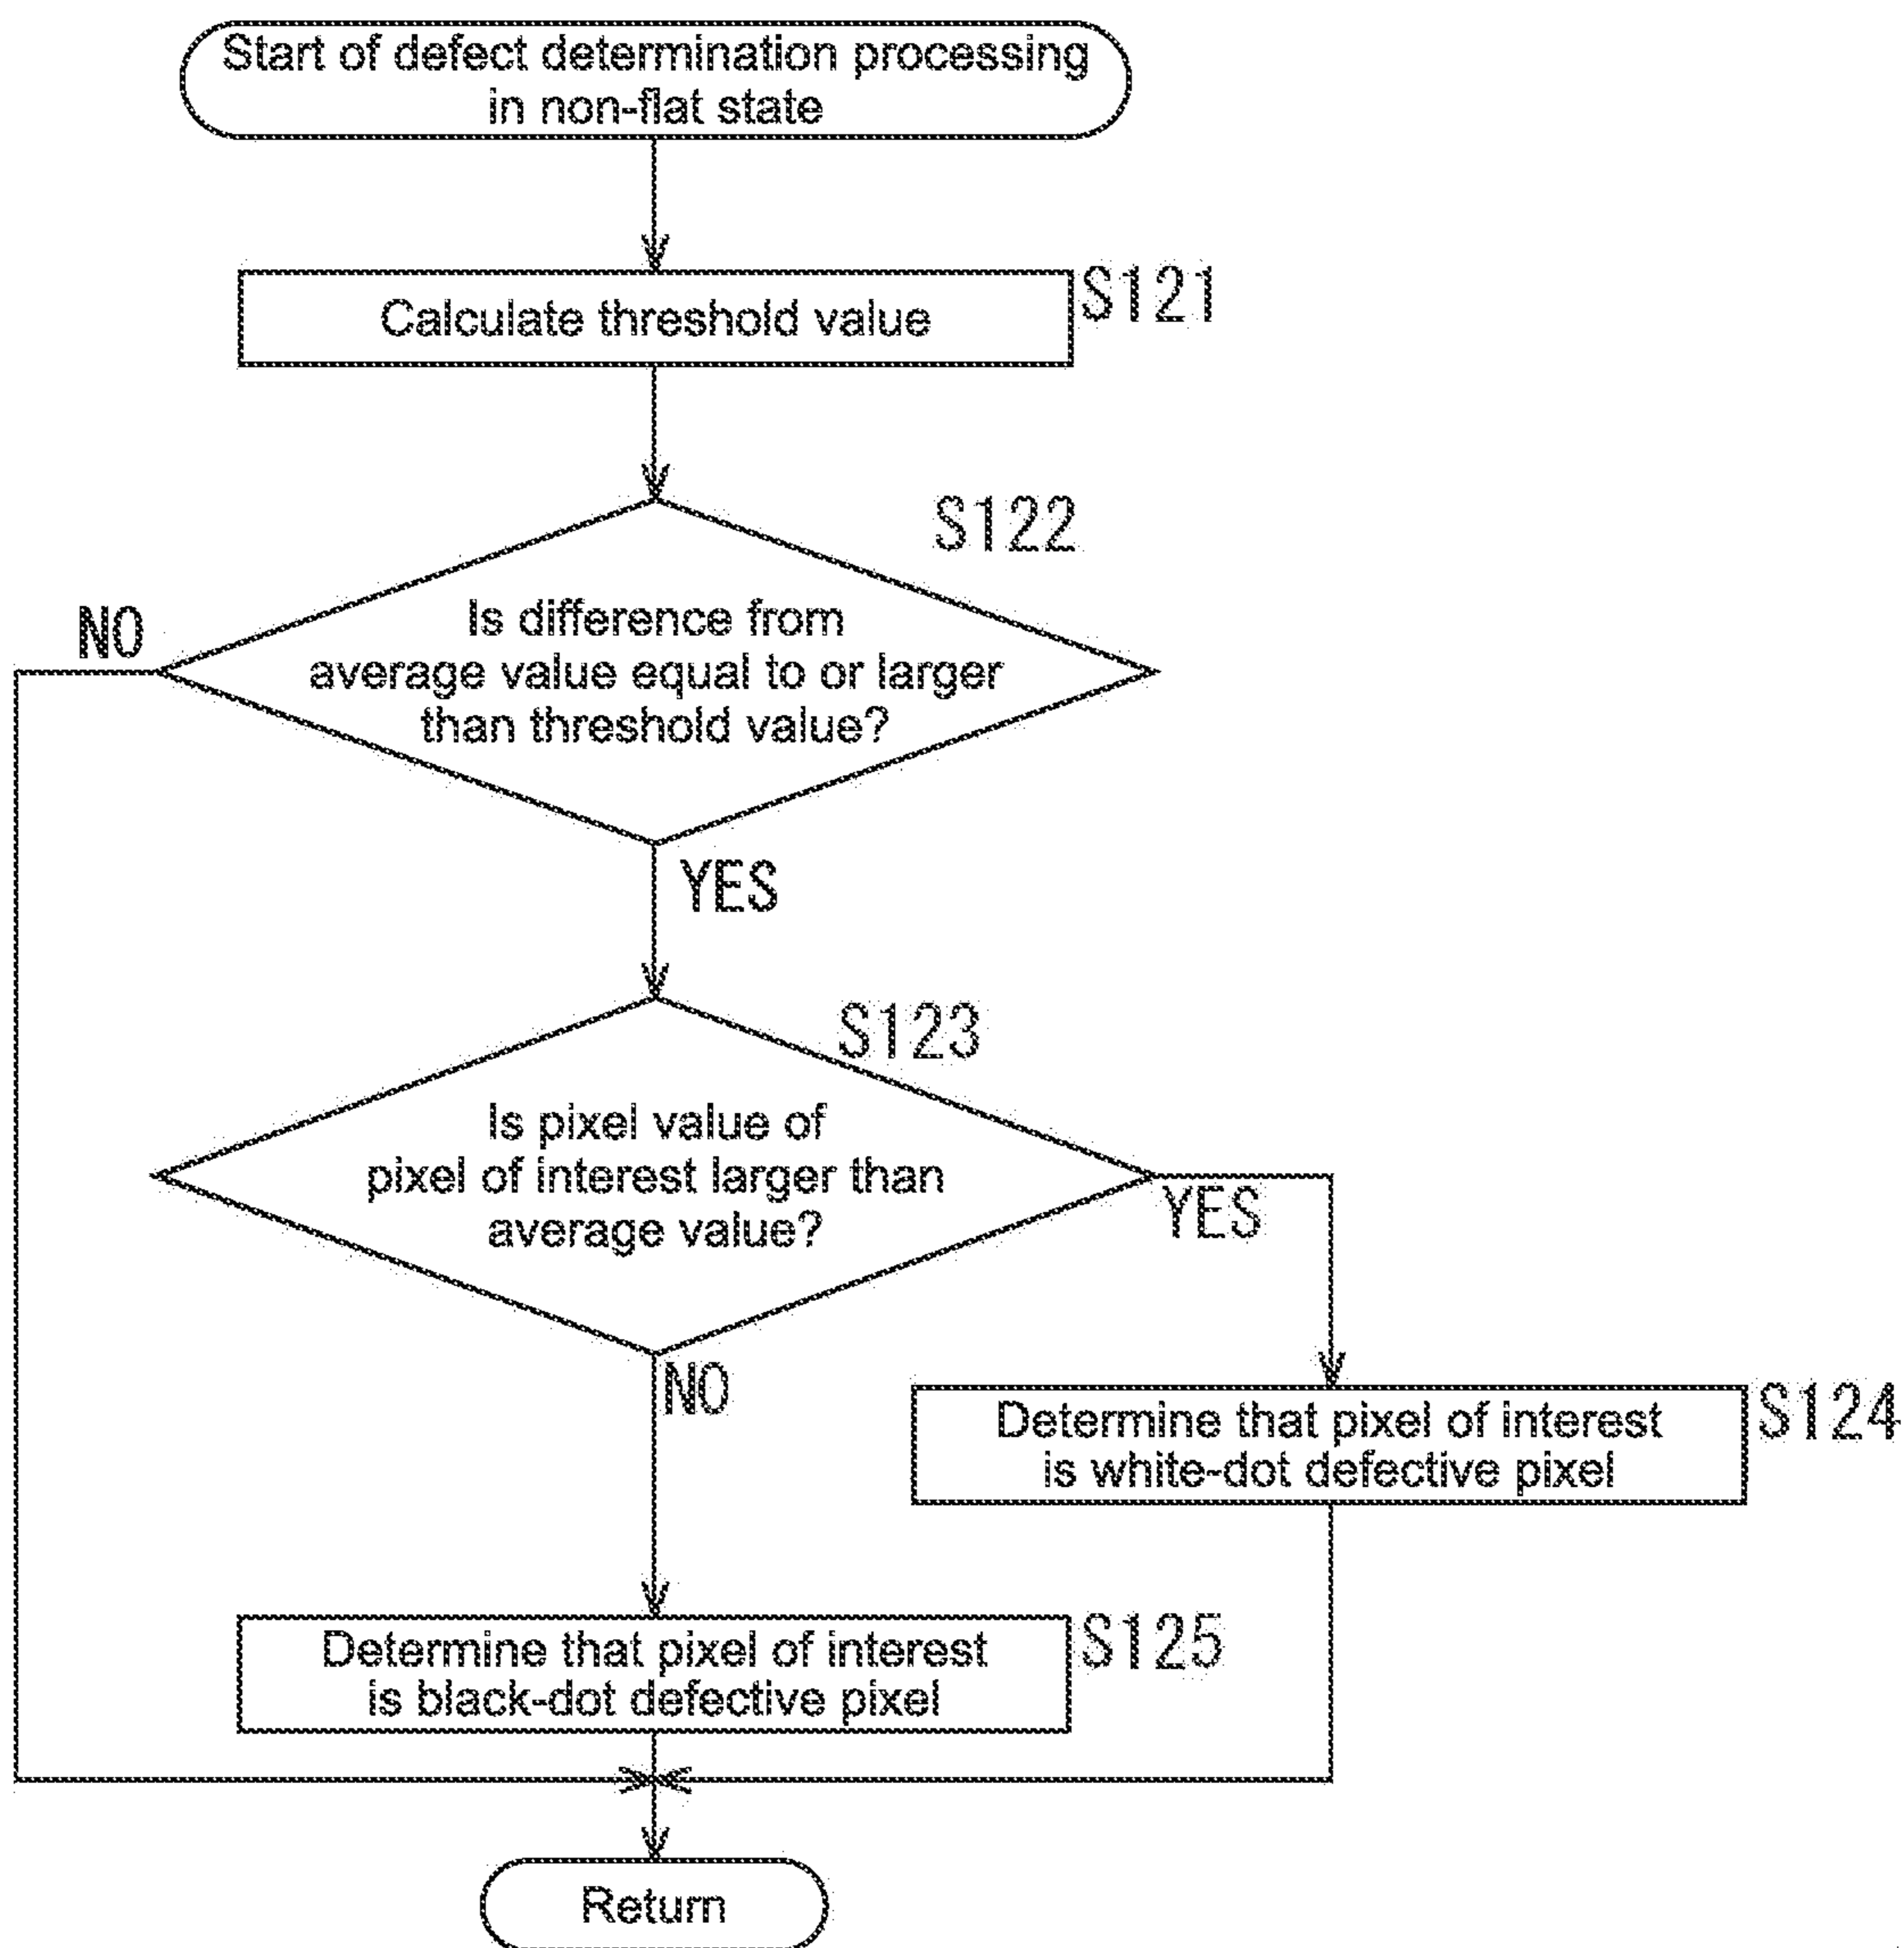 Start of defect determination processing
in non-flat state
Calculate threshold value
S121
S122
NO
Is difference from
average value equal to or larger
than threshold value?
YES
S123
Is pixel value of
pixel of interest larger than
average value?
YES
NO
Determine that pixel of interest
is white-dot defective pixel
S124
Determine that pixel of interest
is black-dot defective pixel
S125
Return